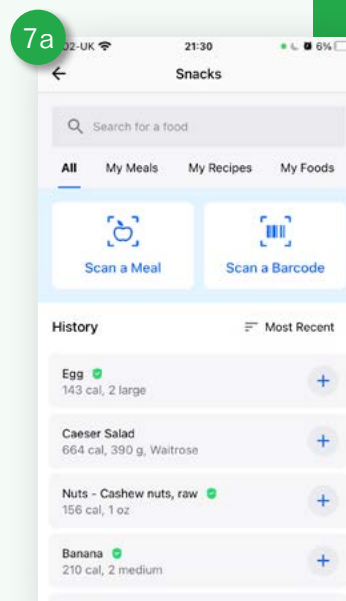 7a
02-UK 21:30 6%
Snacks
Search for a food
All My Meals My Recipes My Foods
Scan a Meal Scan a Barcode
History Most Recent
Egg
143 cal, 2 large
Caeser Salad
664 cal, 390 g, Waitrose
Nuts - Cashew nuts, raw
156 cal, 1 oz
Banana
210 cal, 2 medium